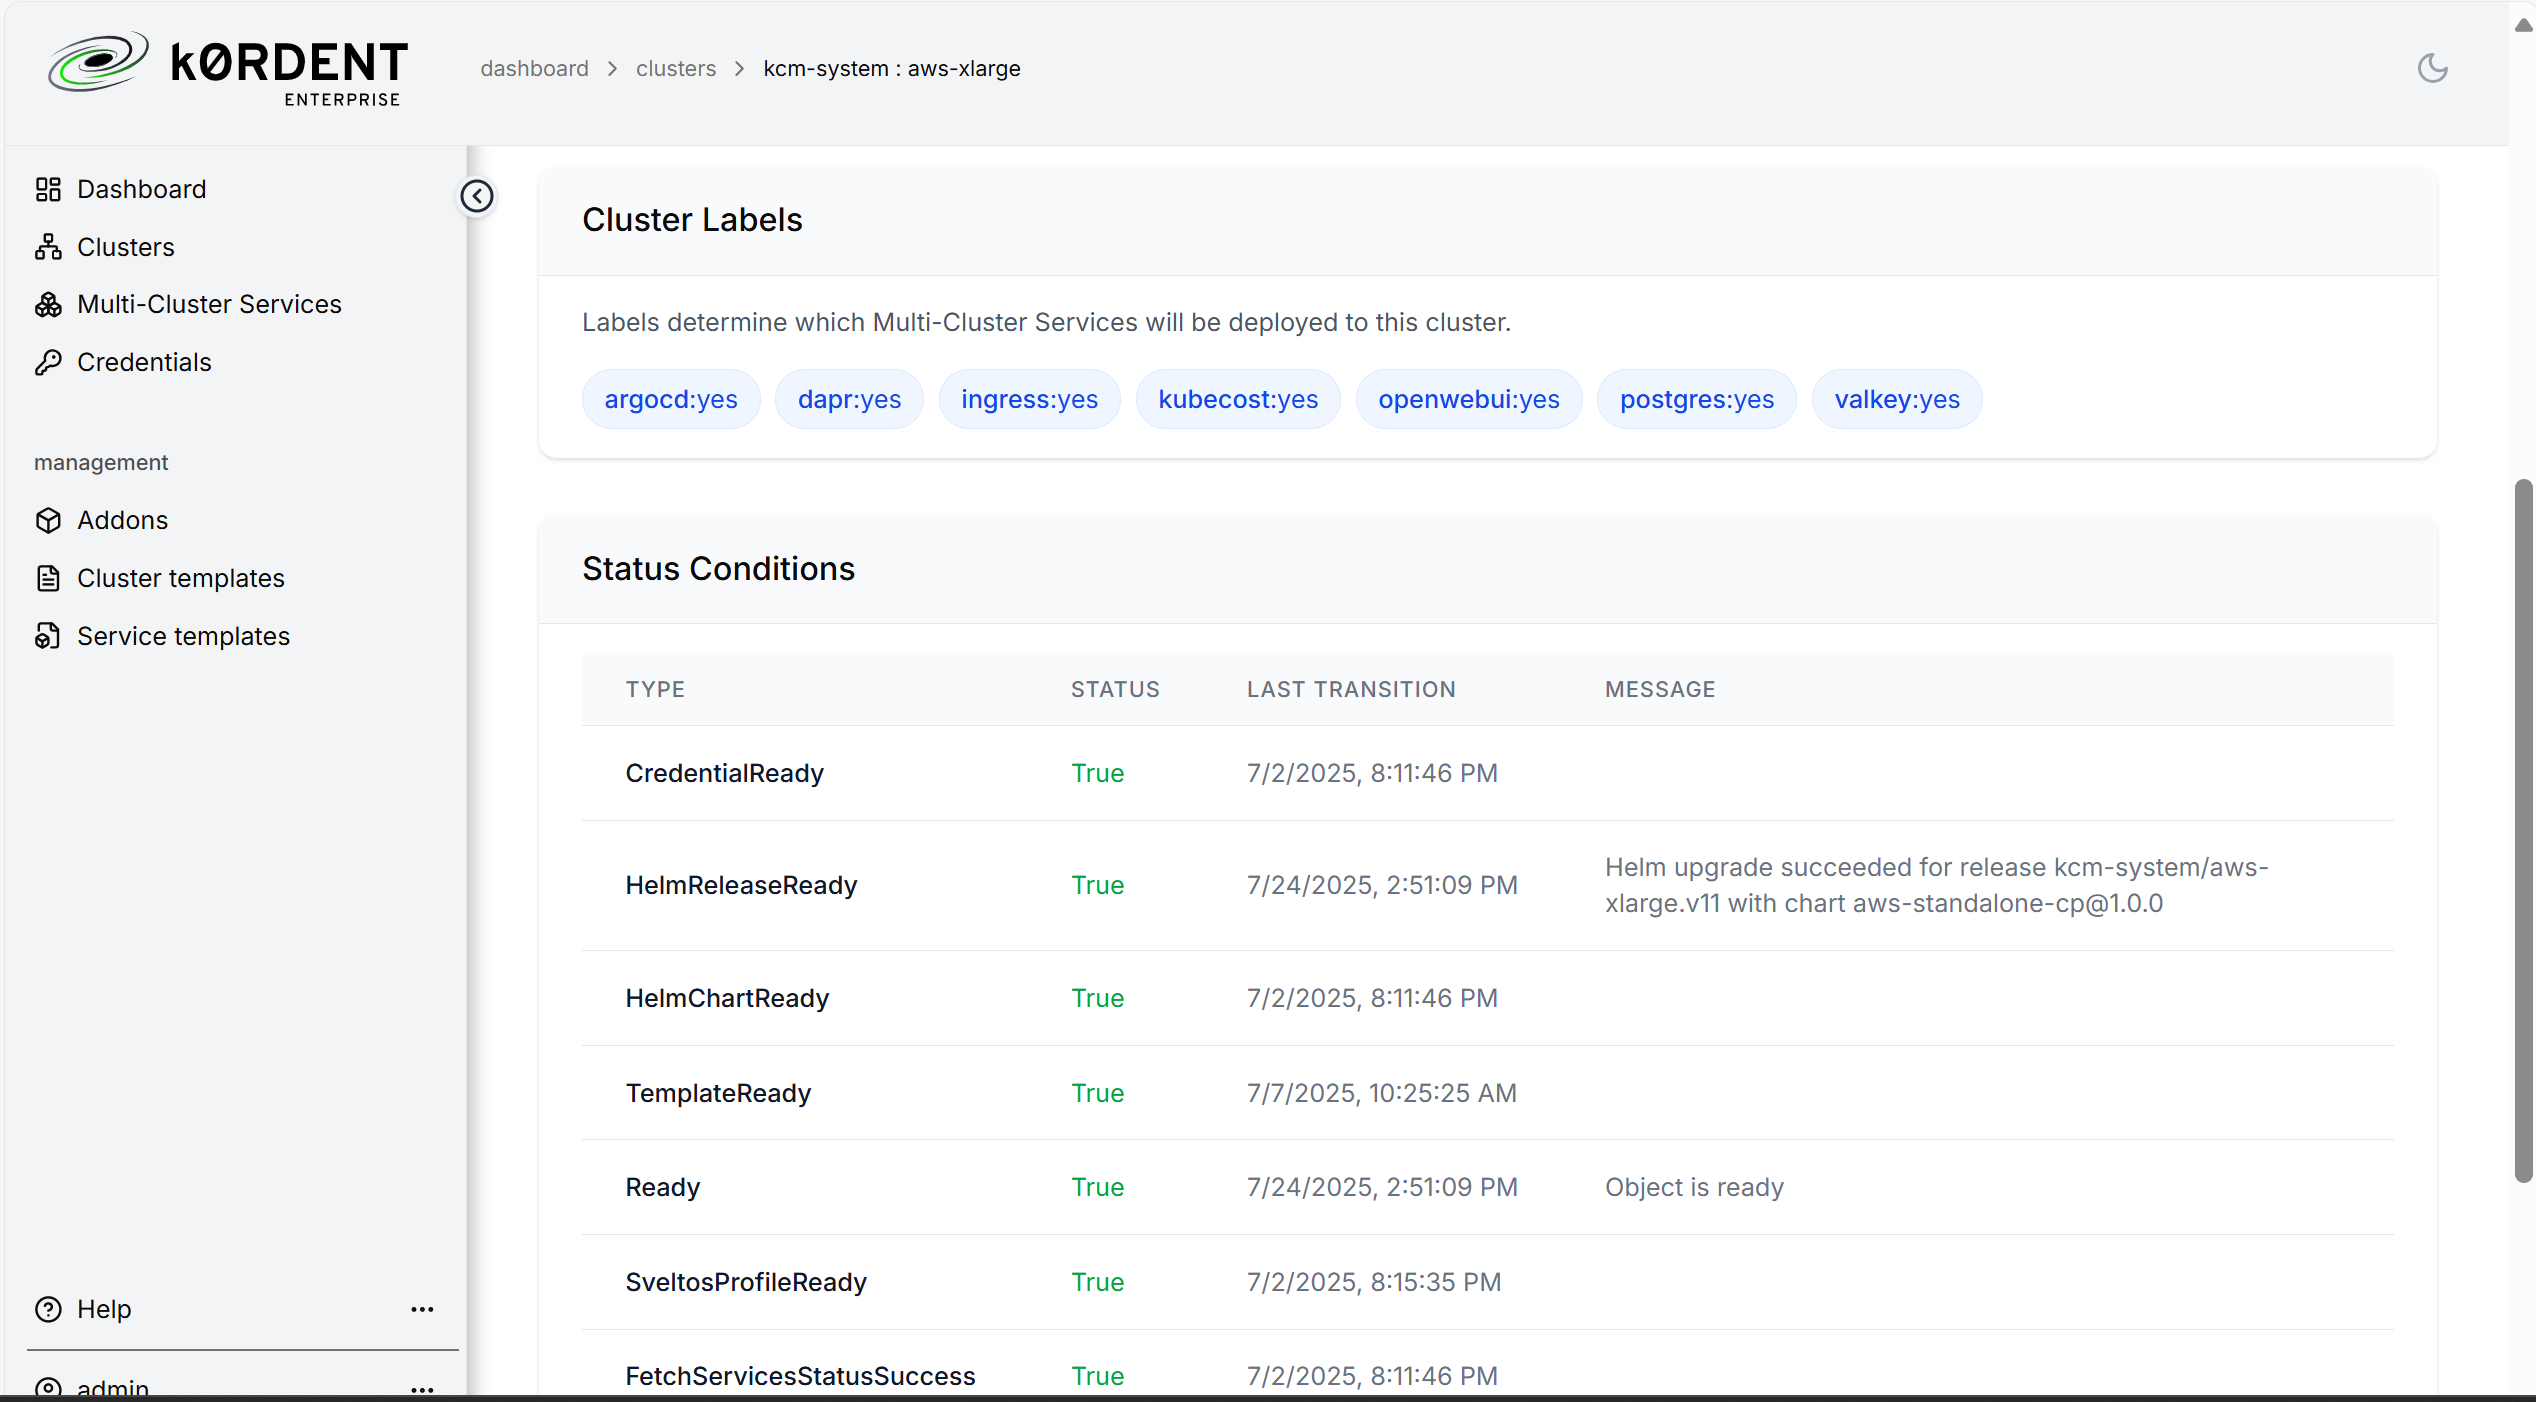 kØRDENT
ENTERPRISE
dashboard > clusters > kcm-system : aws-xlarge
Dashboard
Clusters
Multi-Cluster Services
Credentials
management
Addons
Cluster templates
Service templates
Help
admin
Cluster Labels
Labels determine which Multi-Cluster Services will be deployed to this cluster.
argocd:yes dapr:yes ingress:yes kubecost:yes openwebui:yes postgres:yes valkey:yes
Status Conditions
TYPE STATUS LAST TRANSITION MESSAGE
CredentialReady True 7/2/2025, 8:11:46 PM
HelmReleaseReady True 7/24/2025, 2:51:09 PM Helm upgrade succeeded for release kcm-system/aws-
xlarge.v11 with chart aws-standalone-cp@1.0.0
HelmChartReady True 7/2/2025, 8:11:46 PM
TemplateReady True 7/7/2025, 10:25:25 AM
Ready True 7/24/2025, 2:51:09 PM Object is ready
SveltosProfileReady True 7/2/2025, 8:15:35 PM
FetchServicesStatusSuccess True 7/2/2025, 8:11:46 PM